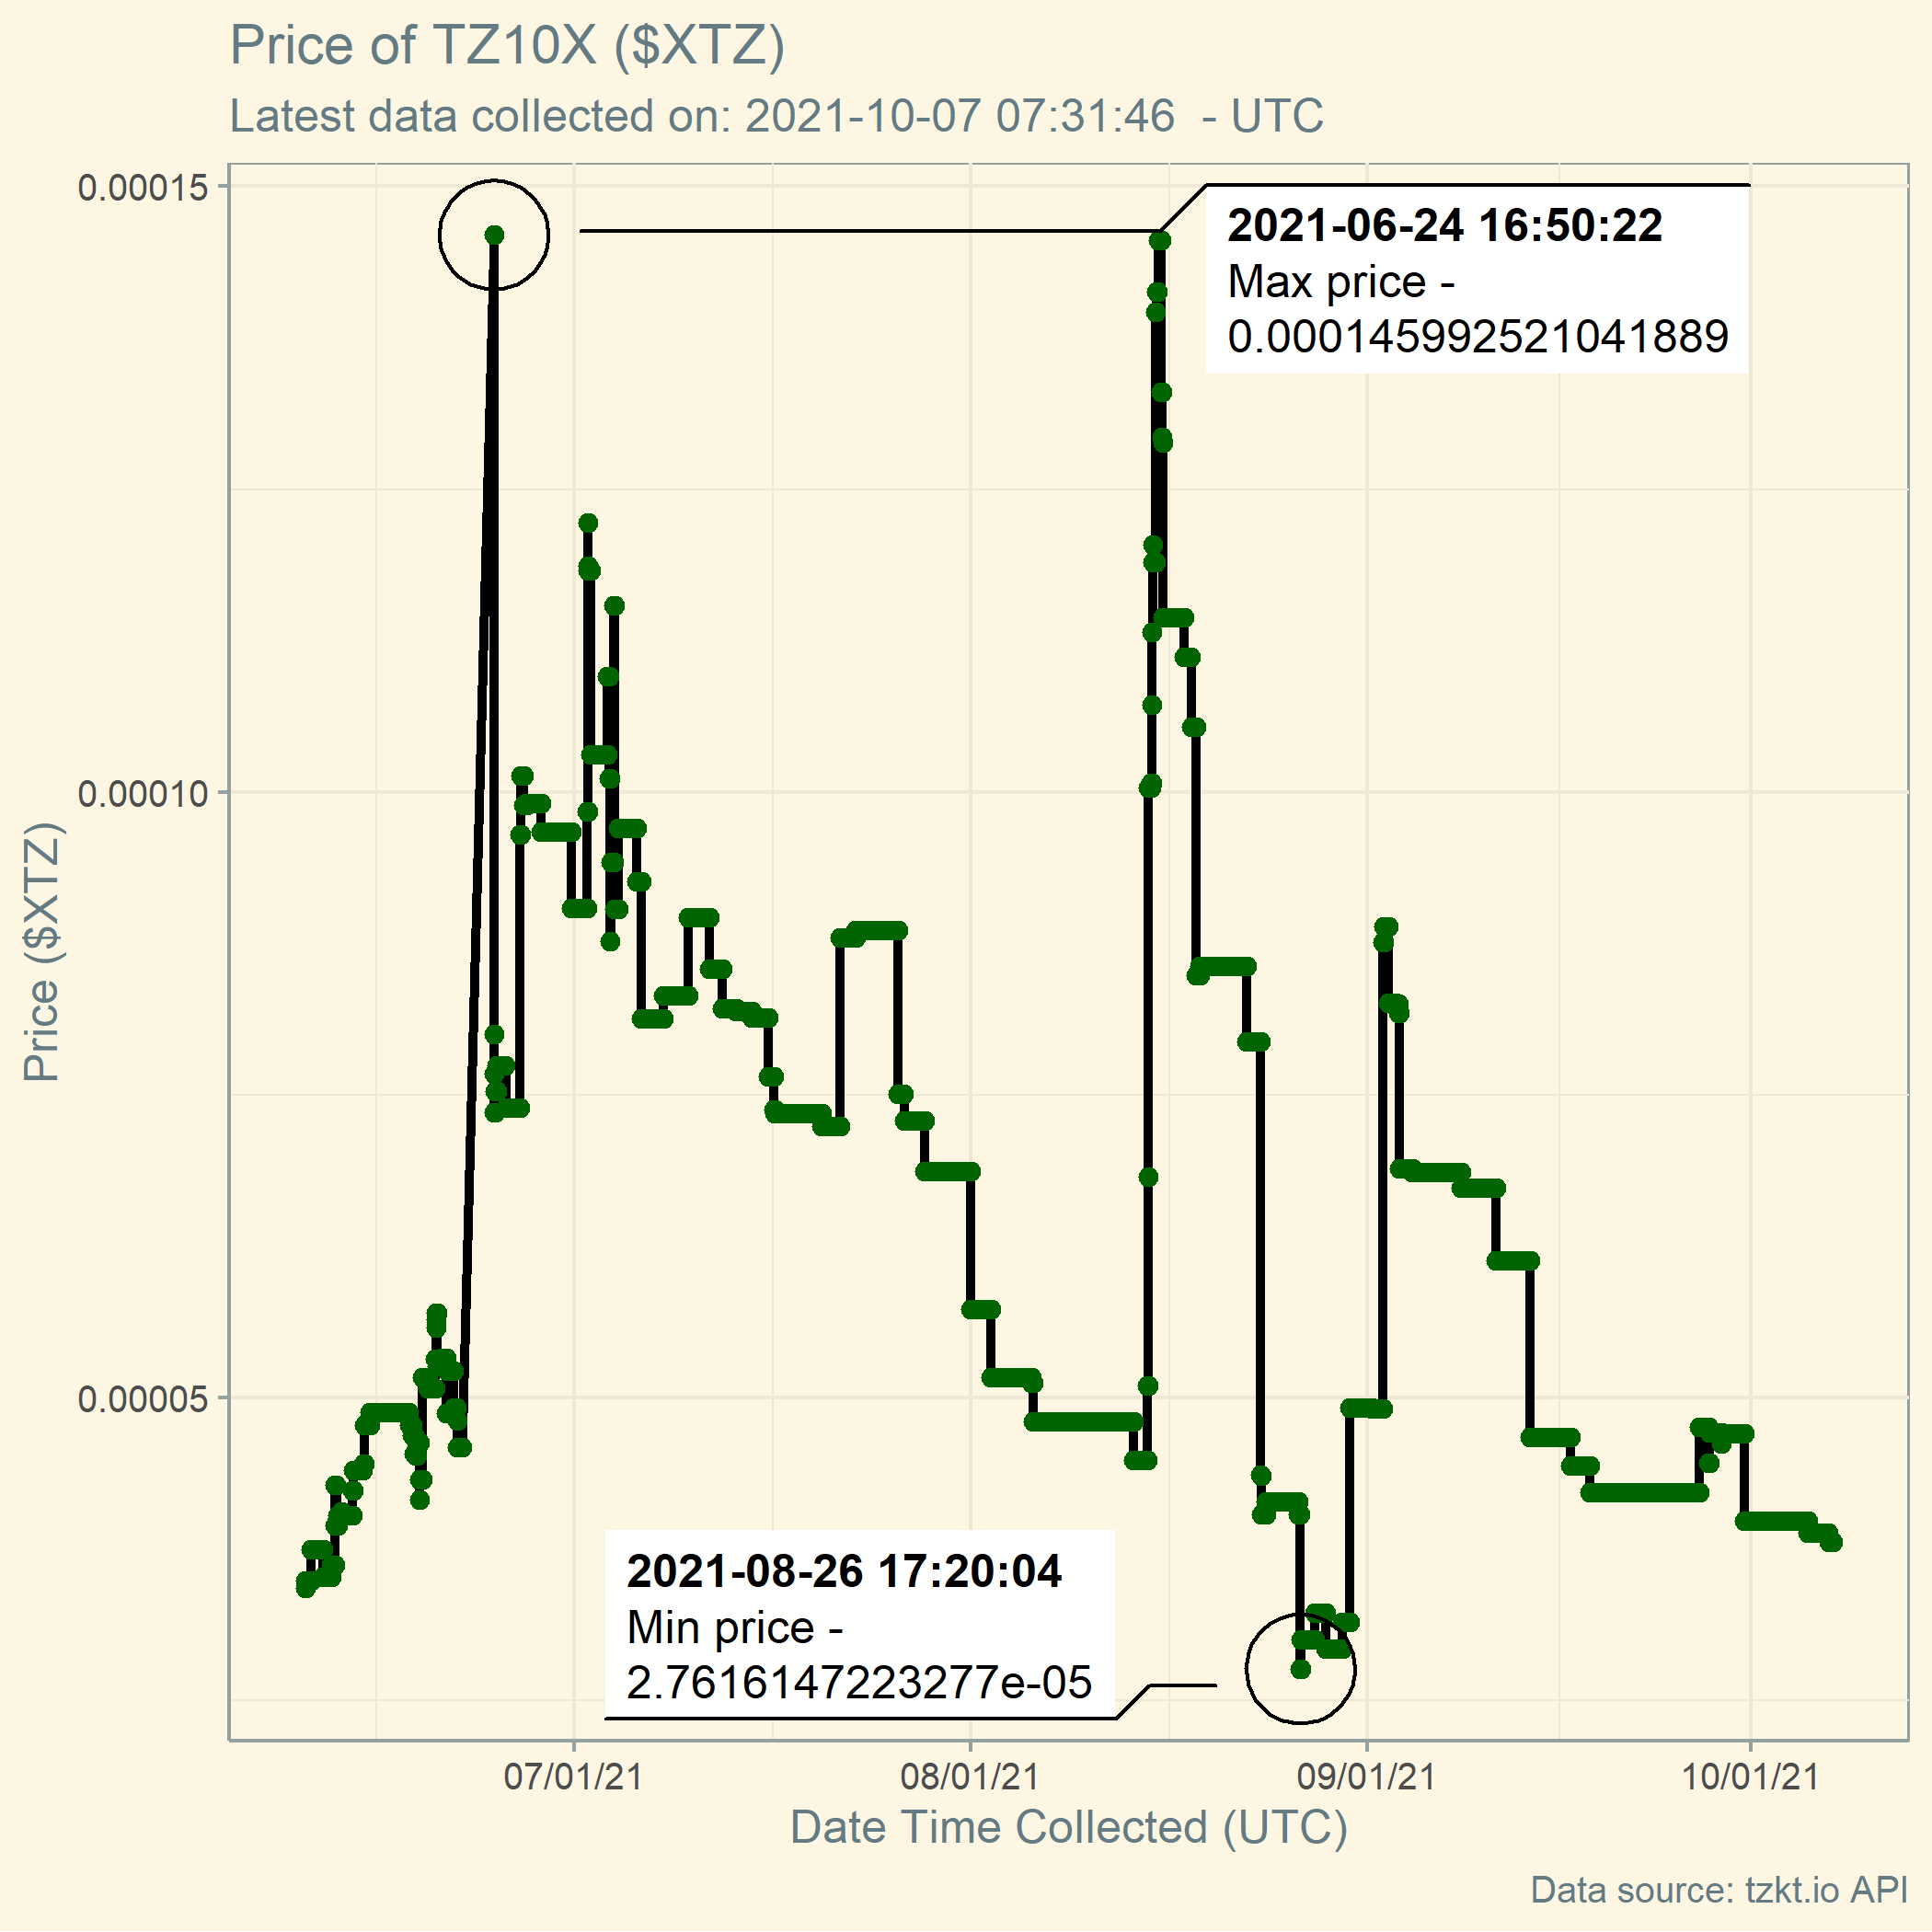 Price of TZ10X ($XTZ)
Latest data collected on: 2021-10-07 07:31:46  - UTC
0.00015
0.00010
0.00005
Price ($XTZ)
2021-06-24 16:50:22
Max price -
0.000145992521041889
2021-08-26 17:20:04
Min price -
2.7616147223277e-05
07/01/21
08/01/21
09/01/21
10/01/21
Date Time Collected (UTC)
Data source: tzkt.io API